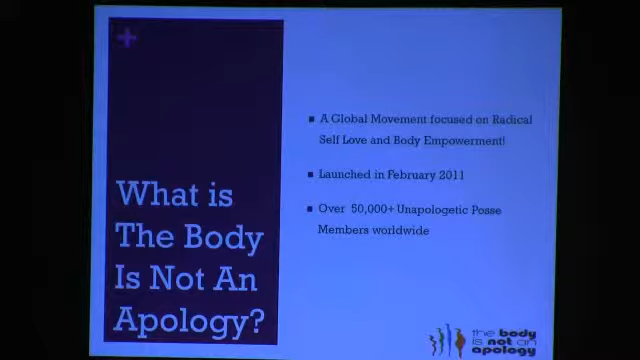 +
What is
The Body
Is Not An
Apology?
A Global Movement focused on Radical
Self Love and Body Empowerment!
Launched in February 2011
Over 50,000+ Unapologetic Posse
Members worldwide
the body
is not an
apology